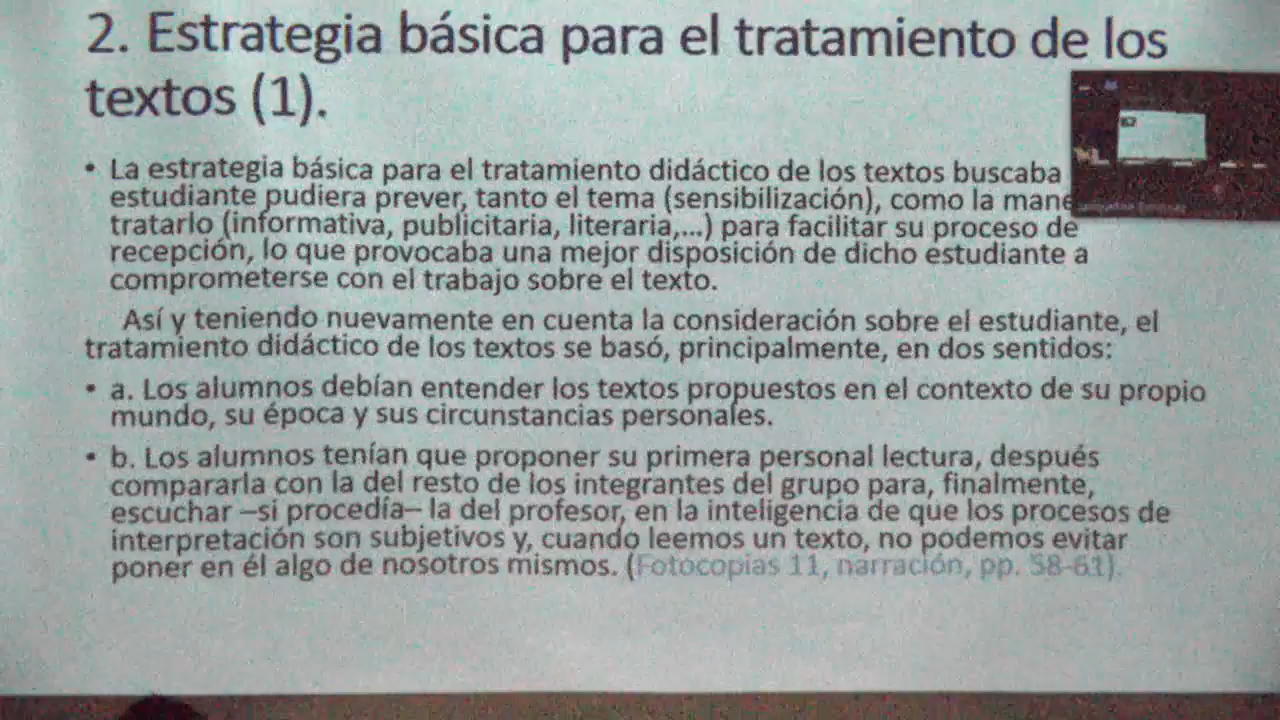 2. Estrategia básica para el tratamiento de los
textos (1).
• La estrategia básica para el tratamiento didáctico de los textos buscaba
estudiante pudiera prever, tanto el tema (sensibilización), como la mane
tratarlo (informativa, publicitaria, literaria,...) para facilitar su proceso de
recepción, lo que provocaba una mejor disposición de dicho estudiante a
comprometerse con el trabajo sobre el texto.
Así y teniendo nuevamente en cuenta la consideración sobre el estudiante, el
tratamiento didáctico de los textos se basó, principalmente, en dos sentidos:
• a. Los alumnos debían entender los textos propuestos en el contexto de su propio
mundo, su época y sus circunstancias personales.
• b. Los alumnos tenían que proponer su primera personal lectura, después
compararla con la del resto de los integrantes del grupo para, finalmente,
escuchar –si procedía– la del profesor, en la inteligencia de que los procesos de
interpretación son subjetivos y, cuando leemos un texto, no podemos evitar
poner en él algo de nosotros mismos. (Fotocopias 11, narración, pp. 58-61).